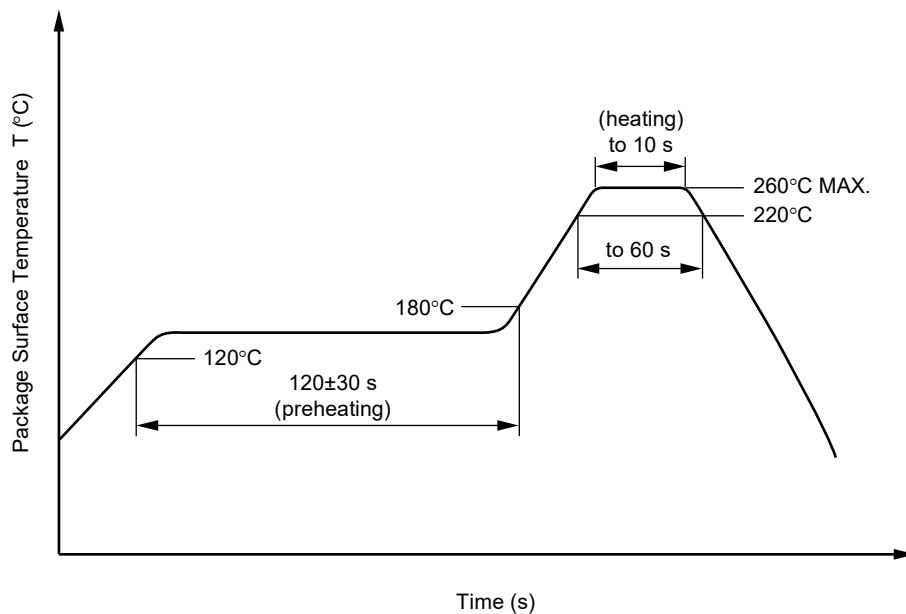 Package Surface Temperature T (°C)
(heating)
to 10 s
260°C MAX.
220°C
to 60 s
180°C
120°C
120±30 s
(preheating)
Time (s)